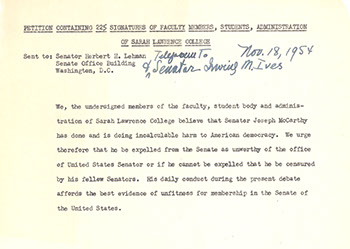 PETITION CONTAINING 225 SIGNATURES OF FACULTY MEMBERS, STUDENTS, ADMINISTRATION
OF SARAH LAWRENCE COLLEGE
Sent to: Senator Herbert H. Lehman Telegram To Nov. 18, 1954
Senate Office Building & Senator Irving M. Ives
Washington, D.C.
We, the undersigned members of the faculty, student body and adminis-
tration of Sarah Lawrence College believe that Senator Joseph McCarthy
has done and is doing incalculable harm to American democracy. We urge
therefore that he be expelled from the Senate as unworthy of the office
of United States Senator or if he cannot be expelled that he be censured
by his fellow Senators. His daily conduct during the present debate
affords the best evidence of unfitness for membership in the Senate of
the United States.